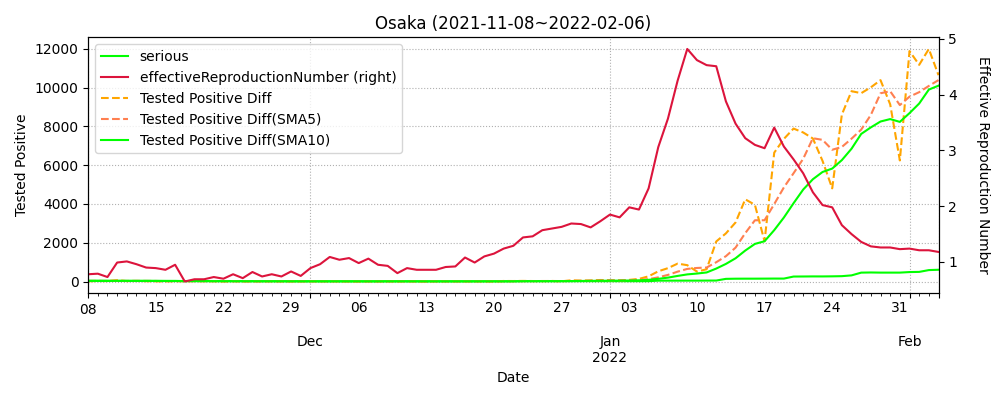 Osaka (2021-11-08~2022-02-06)
serious
effectiveReproductionNumber (right)
Tested Positive Diff
Tested Positive Diff(SMA5)
Tested Positive Diff(SMA10)
Tested Positive
12000
10000
8000
6000
4000
2000
0
5
4
3
2
1
Effective Reproduction Number
08 15 22 29 06 13 20 27 03 10 17 24 31
Dec Jan Feb
2022
Date